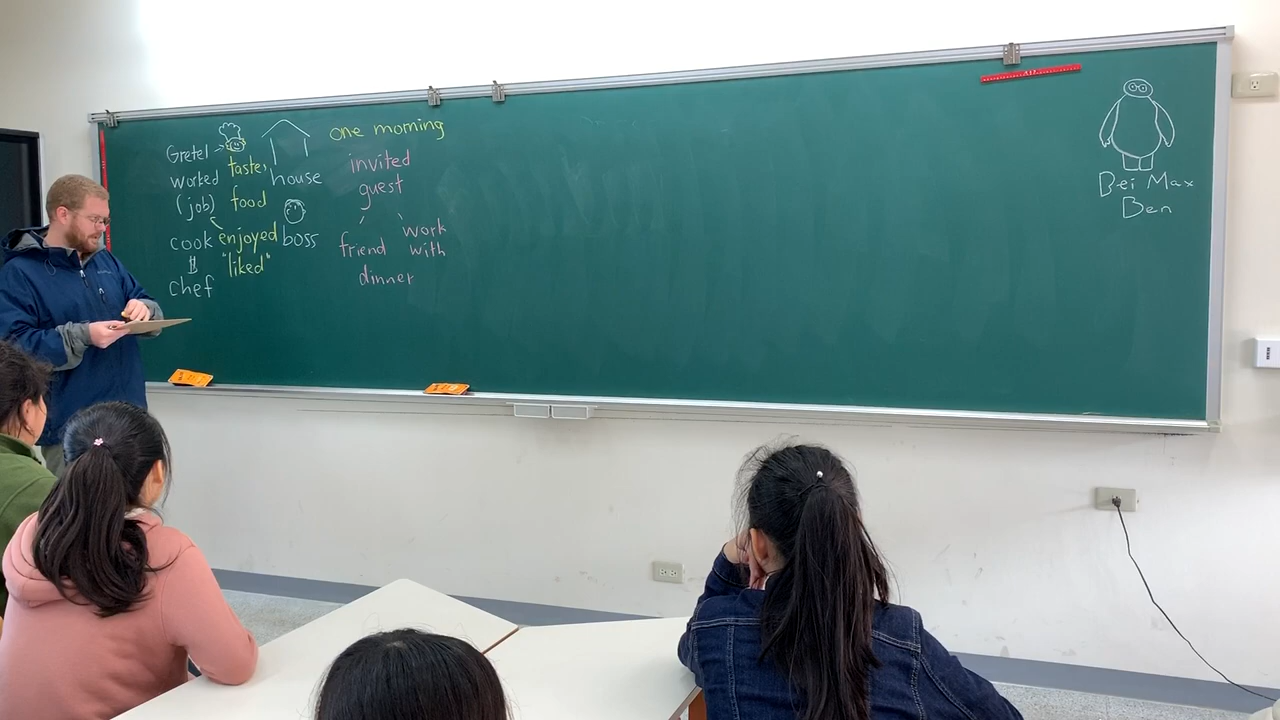 Gretel
worked
(job)
cook
chef
taste,
food
enjoyed
"liked"
house
boss
one morning
invited
guest
friend
work
with
dinner
Bei Max
Ben